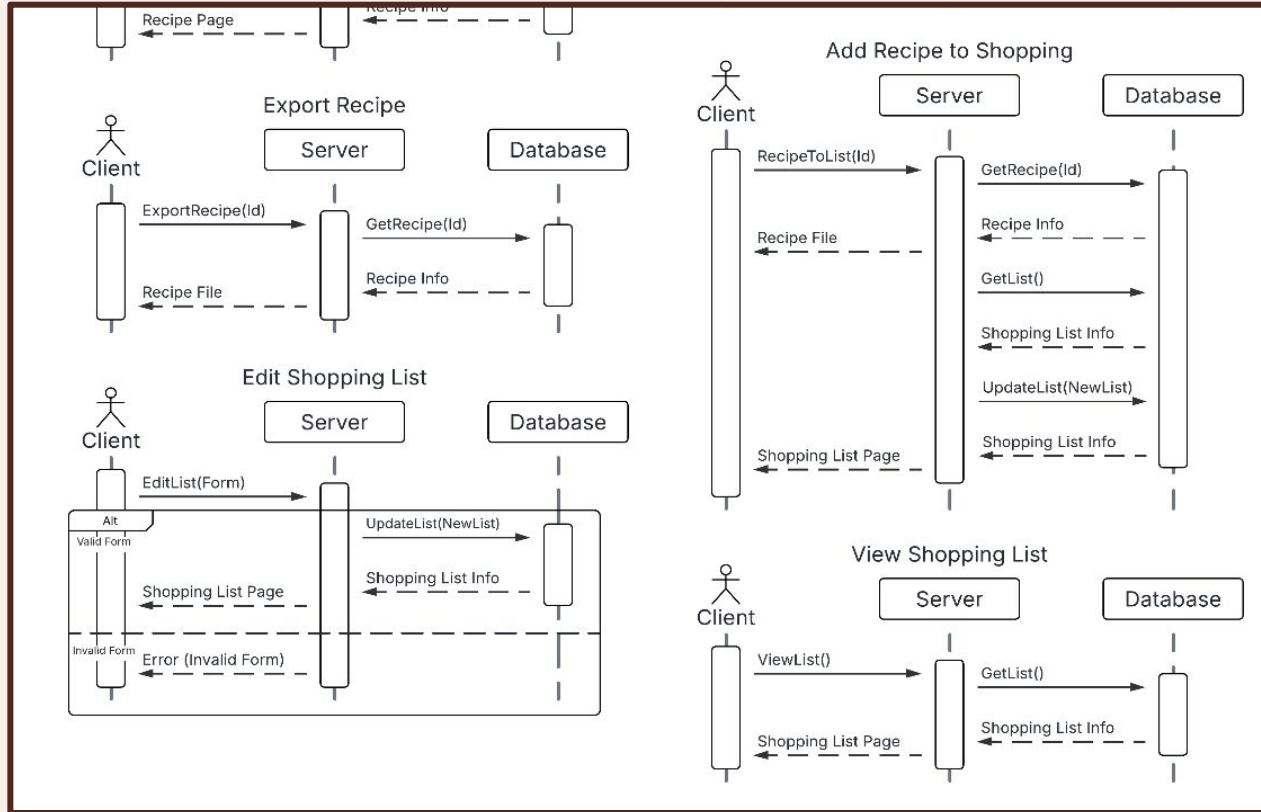 Recipe Page
Recipe Info
Export Recipe
Client
Server
Database
ExportRecipe(Id)
GetRecipe(Id)
Recipe Info
Recipe File
Edit Shopping List
Client
Server
Database
EditList(Form)
Alt
Valid Form
UpdateList(NewList)
Shopping List Info
Shopping List Page
Invalid Form
Error (Invalid Form)
Add Recipe to Shopping
Client
Server
Database
RecipeToList(Id)
GetRecipe(Id)
Recipe Info
Recipe File
GetList()
Shopping List Info
UpdateList(NewList)
Shopping List Info
Shopping List Page
View Shopping List
Client
Server
Database
ViewList()
GetList()
Shopping List Info
Shopping List Page